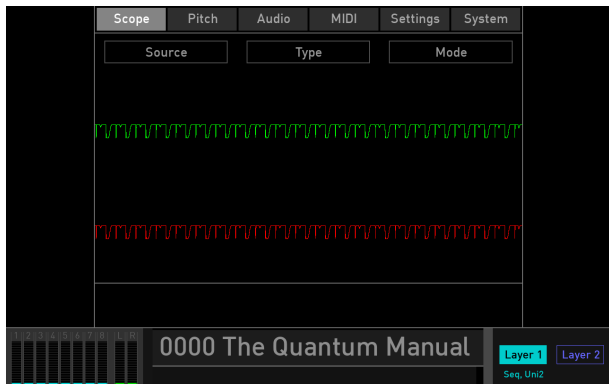 Scope Pitch Audio MIDI Settings System
Source Type Mode
1 2 3 4 5 6 7 8 L R
0000 The Quantum Manual
Layer 1 Layer 2
Seq, Uni2